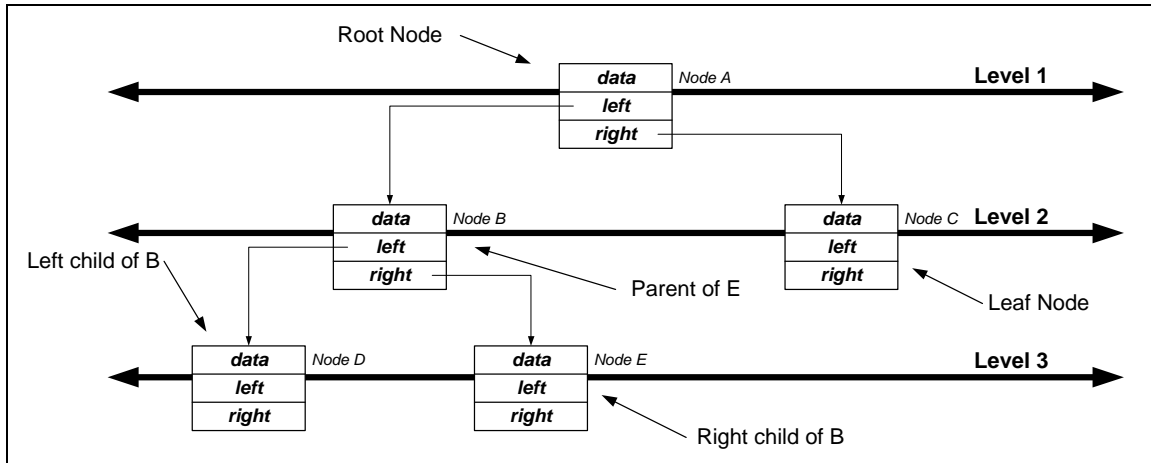 Root Node
data
Node A
Level 1
left
right
data
Node B
data
Node C
Level 2
left
left
Left child of B
right
right
Parent of E
Leaf Node
data
Node D
data
Node E
Level 3
left
left
right
right
Right child of B